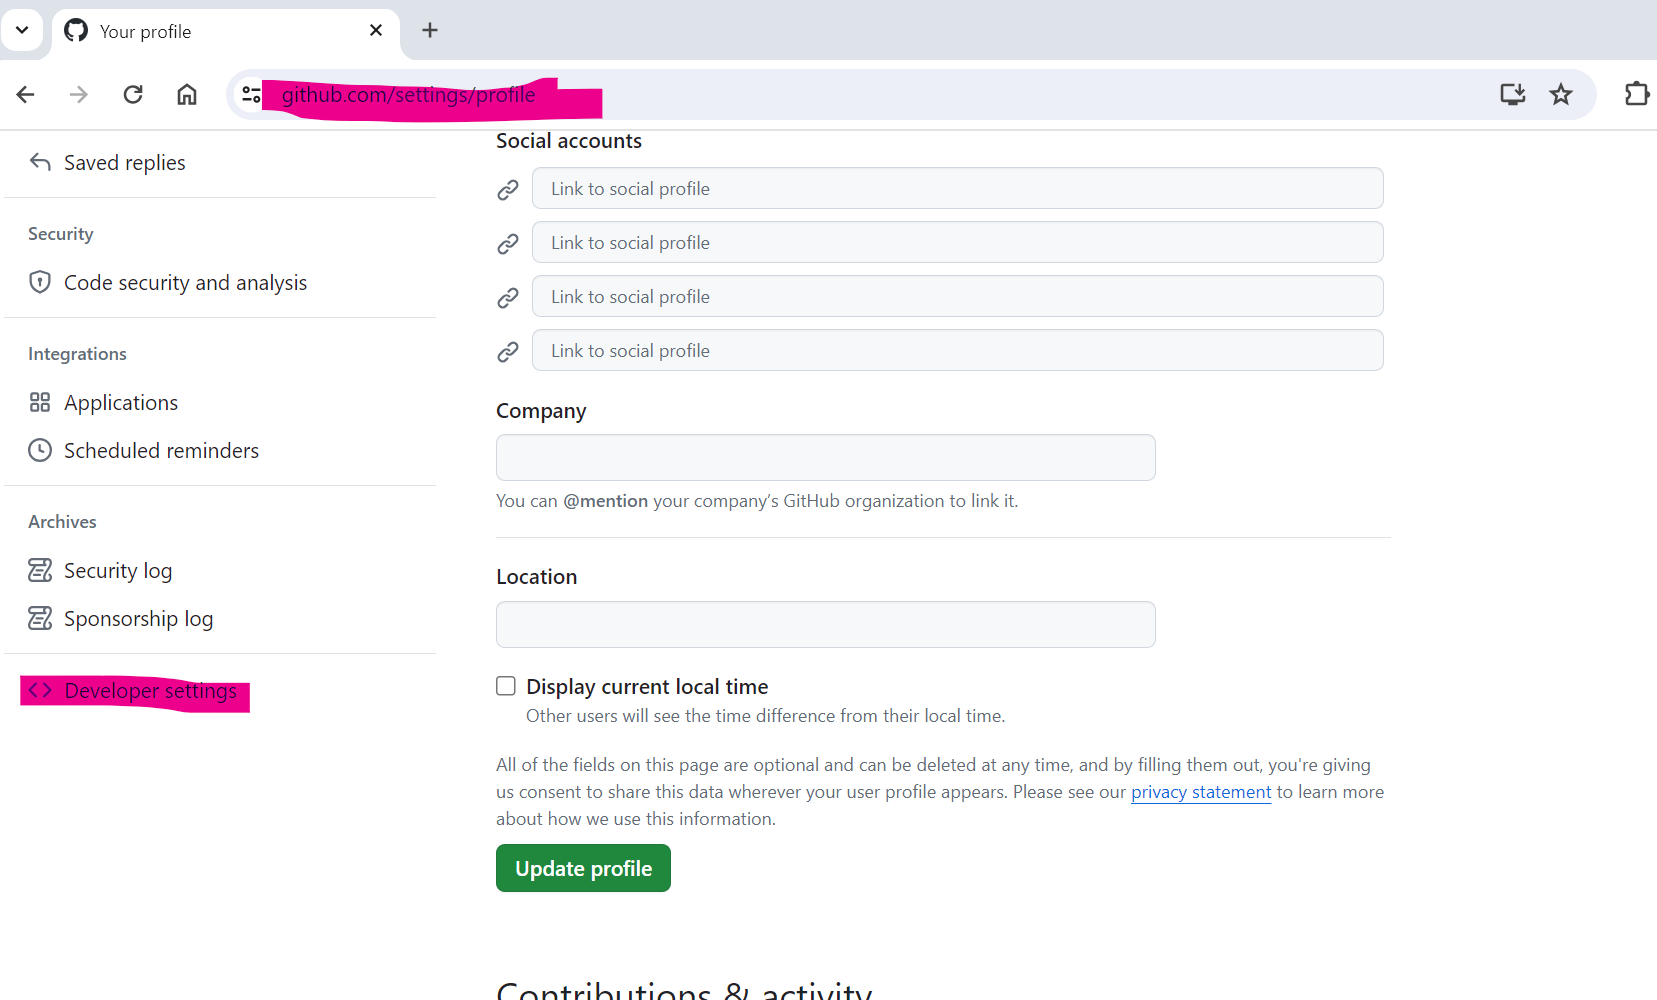 Your profile
github.com/settings/profile
Saved replies
Security
Code security and analysis
Integrations
Applications
Scheduled reminders
Archives
Security log
Sponsorship log
Developer settings
Social accounts
Link to social profile
Link to social profile
Link to social profile
Link to social profile
Company
You can @mention your company’s GitHub organization to link it.
Location
Display current local time
Other users will see the time difference from their local time.
All of the fields on this page are optional and can be deleted at any time, and by filling them out, you're giving
us consent to share this data wherever your user profile appears. Please see our privacy statement to learn more
about how we use this information.
Update profile
Contributions & activity